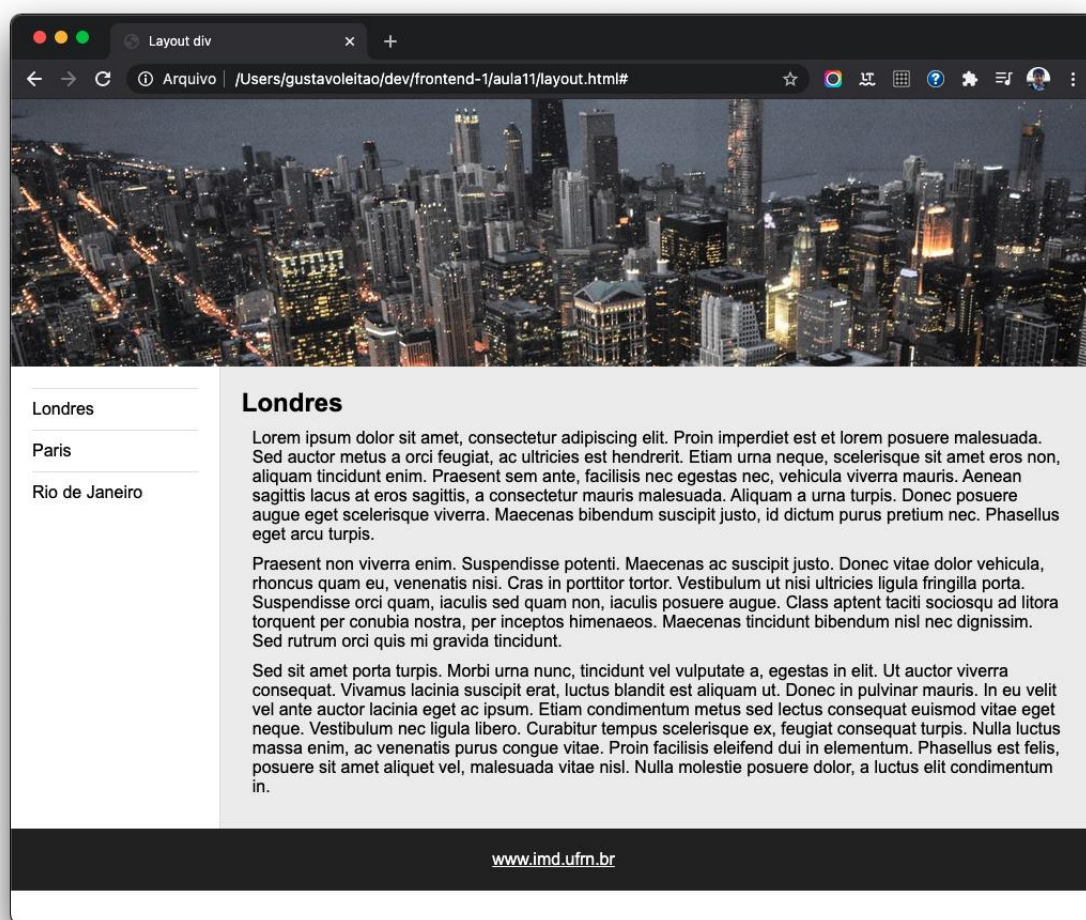 Layout div
Arquivo | /Users/gustavoleitao/dev/frontend-1/aula11/layout.html#
Londres
Paris
Rio de Janeiro
Londres
Lorem ipsum dolor sit amet, consectetur adipiscing elit. Proin imperdiet est et lorem posuere malesuada.
Sed auctor metus a orci feugiat, ac ultricies est hendrerit. Etiam urna neque, scelerisque sit amet eros non,
aliquam tincidunt enim. Praesent sem ante, facilisis nec egestas nec, vehicula viverra mauris. Aenean
sagittis lacus at eros sagittis, a consectetur mauris malesuada. Aliquam a urna turpis. Donec posuere
augue eget scelerisque viverra. Maecenas bibendum suscipit justo, id dictum purus pretium nec. Phasellus
eget arcu turpis.
Praesent non viverra enim. Suspendisse potenti. Maecenas ac suscipit justo. Donec vitae dolor vehicula,
rhoncus quam eu, venenatis nisi. Cras in porttitor tortor. Vestibulum ut nisi ultricies ligula fringilla porta.
Suspendisse orci quam, iaculis sed quam non, iaculis posuere augue. Class aptent taciti sociosqu ad litora
torquent per conubia nostra, per inceptos himenaeos. Maecenas tincidunt bibendum nisl nec dignissim.
Sed rutrum orci quis mi gravida tincidunt.
Sed sit amet porta turpis. Morbi urna nunc, tincidunt vel vulputate a, egestas in elit. Ut auctor viverra
consequat. Vivamus lacinia suscipit erat, luctus blandit est aliquam ut. Donec in pulvinar mauris. In eu velit
vel ante auctor lacinia eget ac ipsum. Etiam condimentum metus sed lectus consequat euismod vitae eget
neque. Vestibulum nec ligula libero. Curabitur tempus scelerisque ex, feugiat consequat turpis. Nulla luctus
massa enim, ac venenatis purus congue vitae. Proin facilisis eleifend dui in elementum. Phasellus est felis,
posuere sit amet aliquet vel, malesuada vitae nisl. Nulla molestie posuere dolor, a luctus elit condimentum
in.
www.imd.ufrn.br